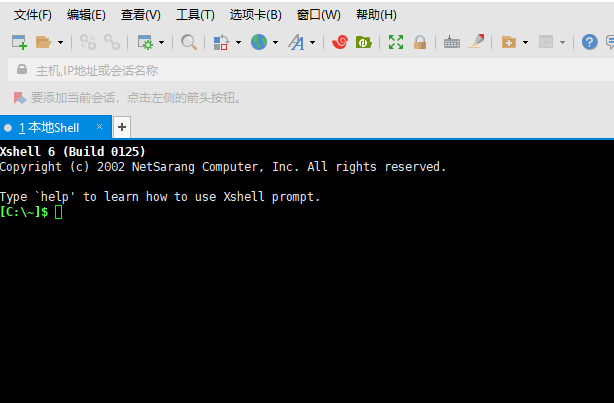 文件(F) 编辑(E) 查看(V) 工具(T) 选项卡(B) 窗口(W) 帮助(H)
主机,IP地址或会话名称
要添加当前会话，点击左侧的箭头按钮。
1 本地Shell × +
Xshell 6 (Build 0125)
Copyright (c) 2002 NetSarang Computer, Inc. All rights reserved.
Type `help' to learn how to use Xshell prompt.
[C:\~]$